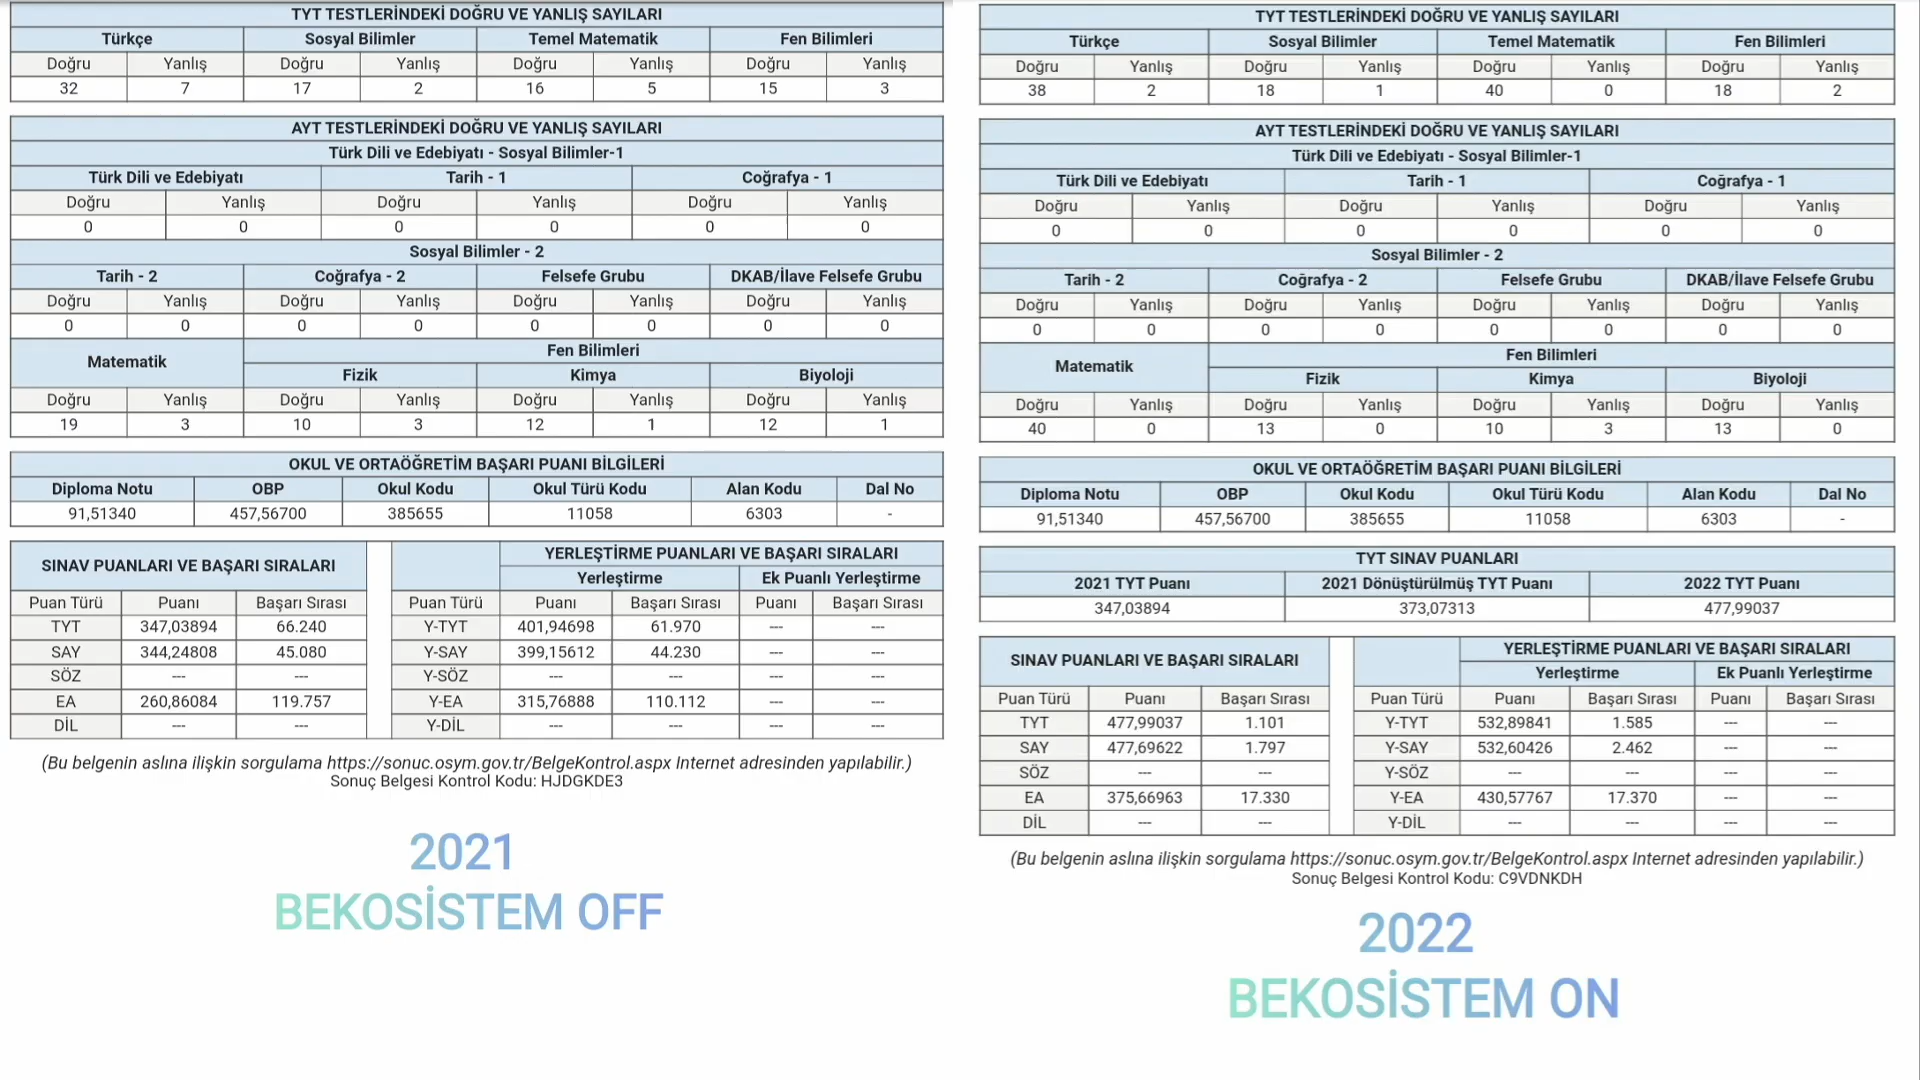 TYT TESTLERİNDEKİ DOĞRU VE YANLIŞ SAYILARI
Türkçe Sosyal Bilimler Temel Matematik Fen Bilimleri
Doğru Yanlış Doğru Yanlış Doğru Yanlış Doğru Yanlış
32 7 17 2 16 5 15 3
AYT TESTLERİNDEKİ DOĞRU VE YANLIŞ SAYILARI
Türk Dili ve Edebiyatı - Sosyal Bilimler-1
Türk Dili ve Edebiyatı Tarih - 1 Coğrafya - 1
Doğru Yanlış Doğru Yanlış Doğru Yanlış
0 0 0 0 0 0
Sosyal Bilimler - 2
Tarih - 2 Coğrafya - 2 Felsefe Grubu DKAB/İlave Felsefe Grubu
Doğru Yanlış Doğru Yanlış Doğru Yanlış Doğru Yanlış
0 0 0 0 0 0 0 0
Matematik Fen Bilimleri
Fizik Kimya Biyoloji
Doğru Yanlış Doğru Yanlış Doğru Yanlış Doğru Yanlış
19 3 10 3 12 1 12 1
OKUL VE ORTAÖĞRETİM BAŞARI PUANI BİLGİLERİ
Diploma Notu OBP Okul Kodu Okul Türü Kodu Alan Kodu Dal No
91,51340 457,56700 385655 11058 6303 -
SINAV PUANLARI VE BAŞARI SIRALARI
Puan Türü Puanı Başarı Sırası
TYT 347,03894 66.240
SAY 344,24808 45.080
SÖZ --- ---
EA 260,86084 119.757
DİL --- ---
YERLEŞTİRME PUANLARI VE BAŞARI SIRALARI
Yerleştirme Ek Puanlı Yerleştirme
Puan Türü Puanı Başarı Sırası Puanı Başarı Sırası
Y-TYT 401,94698 61.970 --- ---
Y-SAY 399,15612 44.230 --- ---
Y-SÖZ --- --- --- ---
Y-EA 315,76888 110.112 --- ---
Y-DİL --- --- --- ---
(Bu belgenin aslına ilişkin sorgulama https://sonuc.osym.gov.tr/BelgeKontrol.aspx Internet adresinden yapılabilir.)
Sonuç Belgesi Kontrol Kodu: HJDGKDE3
2021
BEKOSİSTEM OFF
TYT TESTLERİNDEKİ DOĞRU VE YANLIŞ SAYILARI
Türkçe Sosyal Bilimler Temel Matematik Fen Bilimleri
Doğru Yanlış Doğru Yanlış Doğru Yanlış Doğru Yanlış
38 2 18 1 40 0 18 2
AYT TESTLERİNDEKİ DOĞRU VE YANLIŞ SAYILARI
Türk Dili ve Edebiyatı - Sosyal Bilimler-1
Türk Dili ve Edebiyatı Tarih - 1 Coğrafya - 1
Doğru Yanlış Doğru Yanlış Doğru Yanlış
0 0 0 0 0 0
Sosyal Bilimler - 2
Tarih - 2 Coğrafya - 2 Felsefe Grubu DKAB/İlave Felsefe Grubu
Doğru Yanlış Doğru Yanlış Doğru Yanlış Doğru Yanlış
0 0 0 0 0 0 0 0
Matematik Fen Bilimleri
Fizik Kimya Biyoloji
Doğru Yanlış Doğru Yanlış Doğru Yanlış Doğru Yanlış
40 0 13 0 10 3 13 0
OKUL VE ORTAÖĞRETİM BAŞARI PUANI BİLGİLERİ
Diploma Notu OBP Okul Kodu Okul Türü Kodu Alan Kodu Dal No
91,51340 457,56700 385655 11058 6303 -
TYT SINAV PUANLARI
2021 TYT Puanı 2021 Dönüştürülmüş TYT Puanı 2022 TYT Puanı
347,03894 373,07313 477,99037
SINAV PUANLARI VE BAŞARI SIRALARI
Puan Türü Puanı Başarı Sırası
TYT 477,99037 1.101
SAY 477,69622 1.797
SÖZ --- ---
EA 375,66963 17.330
DİL --- ---
YERLEŞTİRME PUANLARI VE BAŞARI SIRALARI
Yerleştirme Ek Puanlı Yerleştirme
Puan Türü Puanı Başarı Sırası Puanı Başarı Sırası
Y-TYT 532,89841 1.585 --- ---
Y-SAY 532,60426 2.462 --- ---
Y-SÖZ --- --- --- ---
Y-EA 430,57767 17.370 --- ---
Y-DİL --- --- --- ---
(Bu belgenin aslına ilişkin sorgulama https://sonuc.osym.gov.tr/BelgeKontrol.aspx Internet adresinden yapılabilir.)
Sonuç Belgesi Kontrol Kodu: C9VDNKDH
2022
BEKOSİSTEM ON